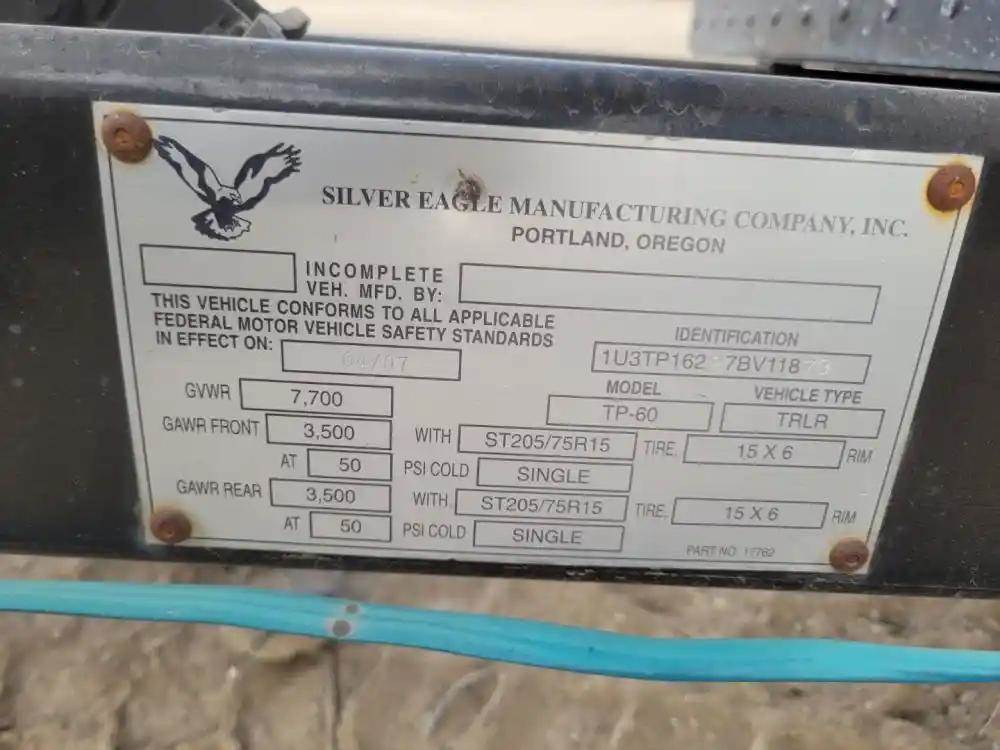 SILVER EAGLE MANUFACTURING COMPANY, INC.
PORTLAND, OREGON
INCOMPLETE
VEH. MFD. BY:
THIS VEHICLE CONFORMS TO ALL APPLICABLE
FEDERAL MOTOR VEHICLE SAFETY STANDARDS
IN EFFECT ON:
IDENTIFICATION
MODEL VEHICLE TYPE
TP-60 TRLR
GVWR 7,700
GAWR FRONT 3,500 WITH ST205/75R15 TIRE. 15 X 6 RIM
AT 50 PSI COLD SINGLE
GAWR REAR 3,500 WITH. ST205/75R15 TIRE. 15 X 6 RIM
AT 50 PSI COLD SINGLE
PART NO.